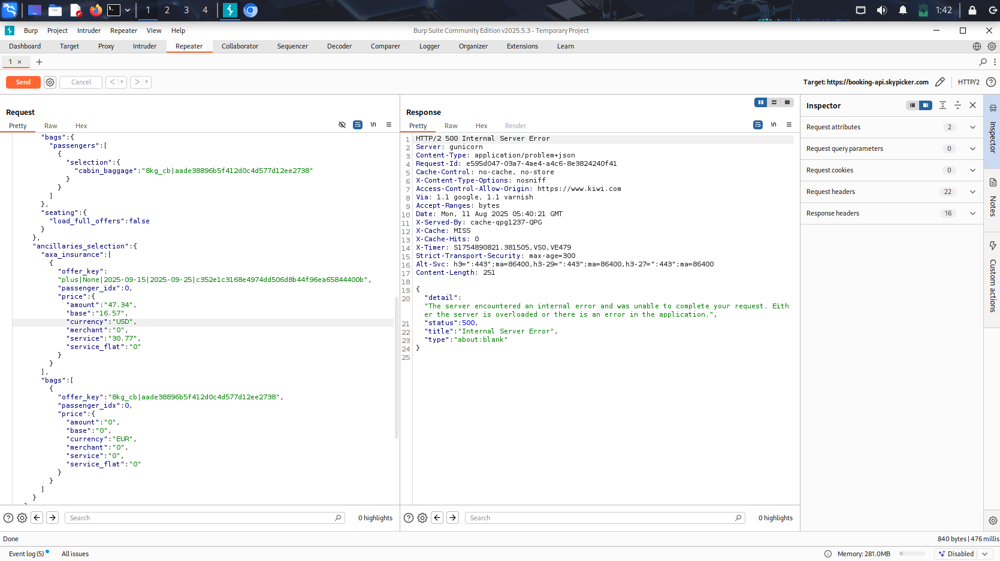 1 2 3 4
1:42
Burp Project Intruder Repeater View Help
Burp Suite Community Edition v2025.5.3 - Temporary Project
Dashboard Target Proxy Intruder Repeater Collaborator Sequencer Decoder Comparer Logger Organizer Extensions Learn
1 × +
Send Cancel < >
Target: https://booking-api.skypicker.com HTTP/2
Request
Pretty Raw Hex
\n
"bags":{
"passengers":[
{
"selection":{
"cabin_baggage":"8kg_cb|aade38896b5f412d0c4d577d12ee2738"
}
}
]
},
"seating":{
"load_full_offers":false
}
},
"ancillaries_selection":{
"axa_insurance":[
{
"offer_key":
"plus|None|2025-09-15|2025-09-25|c352e1c3168e4974dd506d8b44f96ea65844400b",
"passenger_idx":0,
"price":{
"amount":"47.34",
"base":"16.57",
"currency":"USD",
"merchant":"0",
"service":"30.77",
"service_flat":"0"
}
}
],
"bags":[
{
"offer_key":"8kg_cb|aade38896b5f412d0c4d577d12ee2738",
"passenger_idx":0,
"price":{
"amount":"0",
"base":"0",
"currency":"EUR",
"merchant":"0",
"service":"0",
"service_flat":"0"
}
}
]
}
Search
0 highlights
Response
Pretty Raw Hex Render
\n
1 HTTP/2 500 Internal Server Error
2 Server: gunicorn
3 Content-Type: application/problem+json
4 Request-Id: e595d047-03a7-4ae4-a4c6-8e3824240f41
5 Cache-Control: no-cache, no-store
6 X-Content-Type-Options: nosniff
7 Access-Control-Allow-Origin: https://www.kiwi.com
8 Via: 1.1 google, 1.1 varnish
9 Accept-Ranges: bytes
10 Date: Mon, 11 Aug 2025 05:40:21 GMT
11 X-Served-By: cache-qpg1237-QPG
12 X-Cache: MISS
13 X-Cache-Hits: 0
14 X-Timer: S1754890821.381505,VS0,VE479
15 Strict-Transport-Security: max-age=300
16 Alt-Svc: h3=":443";ma=86400,h3-29=":443";ma=86400,h3-27=":443";ma=86400
17 Content-Length: 251
18
19 {
20 "detail":
"The server encountered an internal error and was unable to complete your request. Eith
er the server is overloaded or there is an error in the application.",
21 "status":500,
22 "title":"Internal Server Error",
23 "type":"about:blank"
24 }
25
Search
0 highlights
Inspector
Request attributes 2
Request query parameters 0
Request cookies 0
Request headers 22
Response headers 16
Inspector
Notes
Custom actions
Done
840 bytes | 476 millis
Event log (5) All issues
Memory: 281.0MB
Disabled